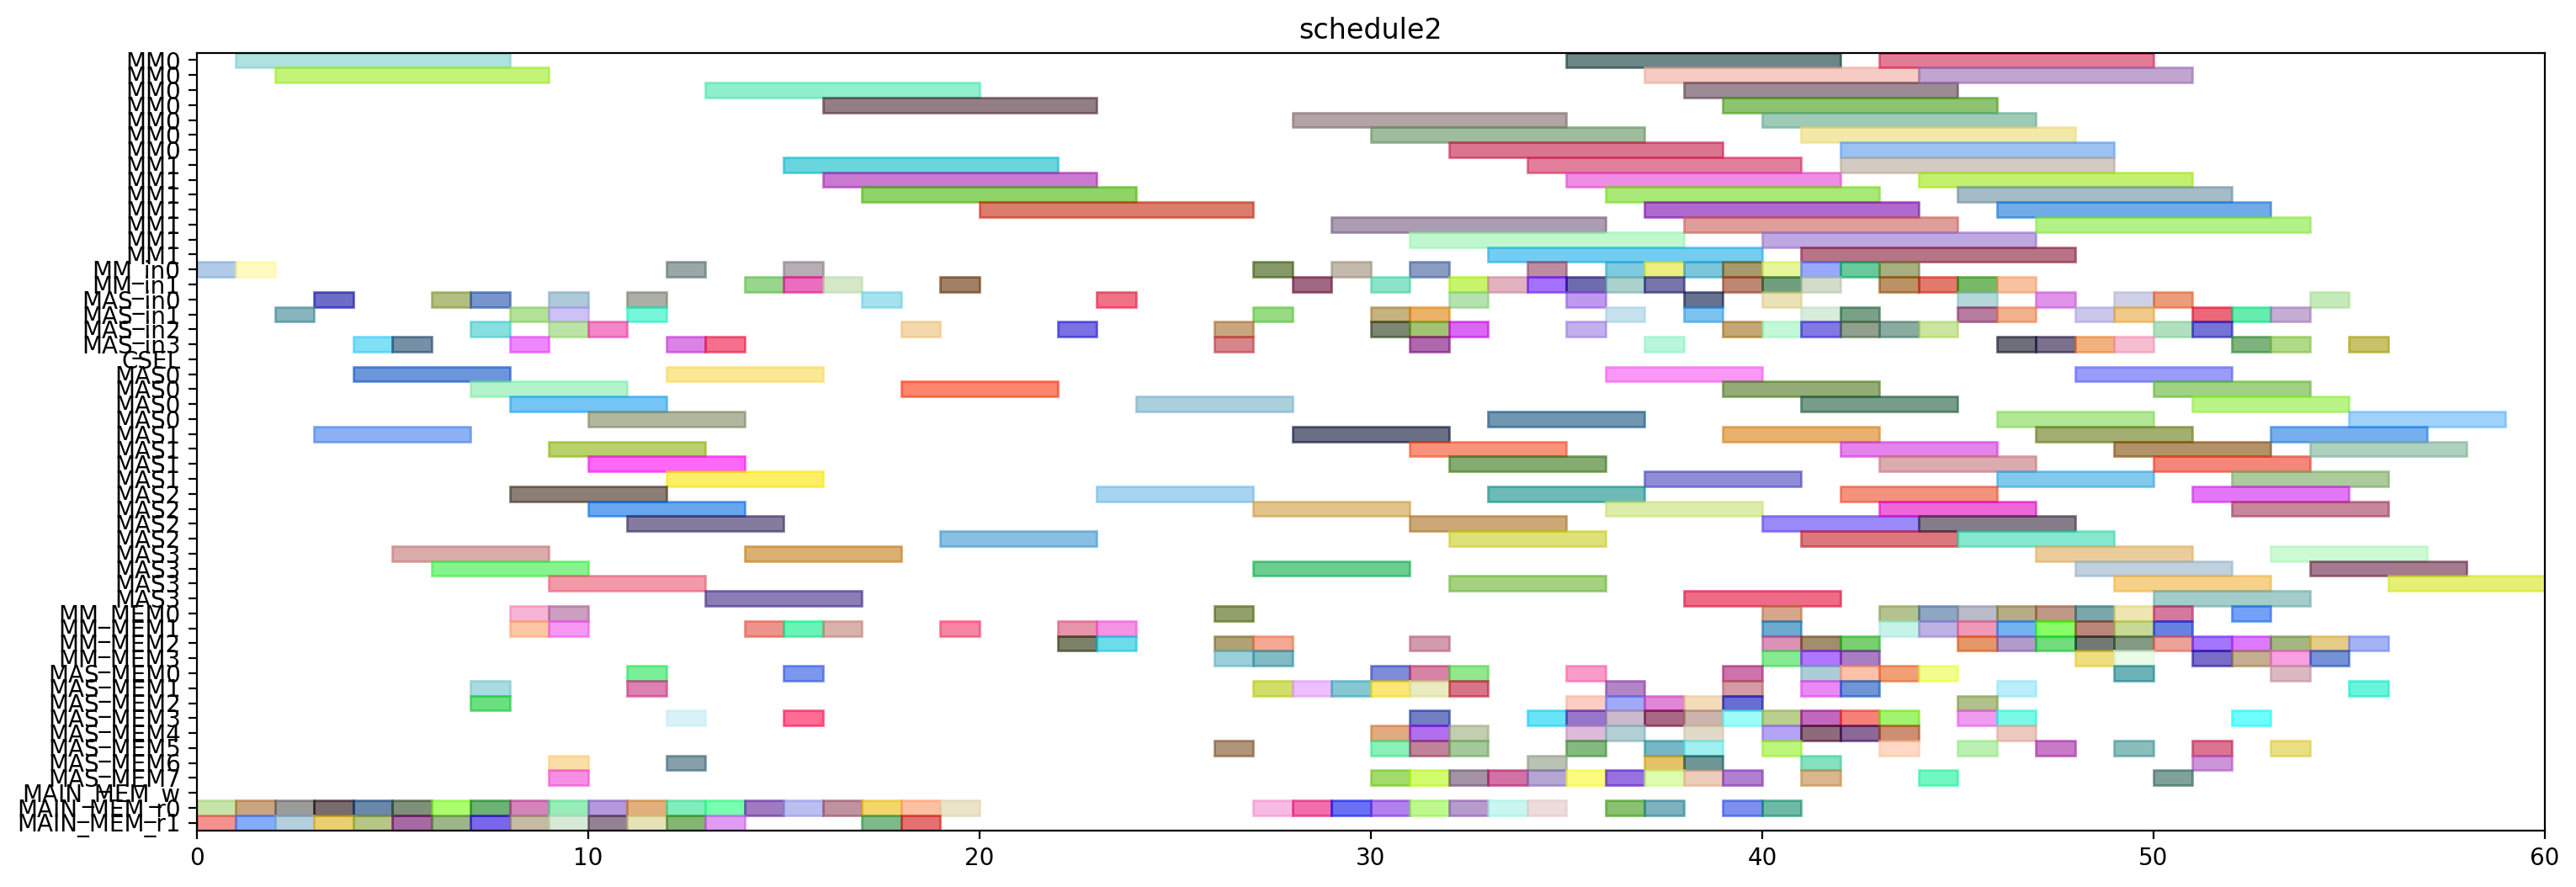 schedule2
MM0
MM0
MM0
MM0
MM0
MM0
MM0
MM1
MM1
MM1
MM1
MM1
MM1
MM1
MM_in0
MM_in1
MAS_in0
MAS_in1
MAS_in2
MAS_in3
CSEL
MAS0
MAS0
MAS0
MAS0
MAS1
MAS1
MAS1
MAS1
MAS2
MAS2
MAS2
MAS2
MAS3
MAS3
MAS3
MAS3
MM_MEM0
MM_MEM1
MM_MEM2
MM_MEM3
MAS_MEM0
MAS_MEM1
MAS_MEM2
MAS_MEM3
MAS_MEM4
MAS_MEM5
MAS_MEM6
MAS_MEM7
MAIN_MEM_w
MAIN_MEM_r0
MAIN_MEM_r1
0 10 20 30 40 50 60